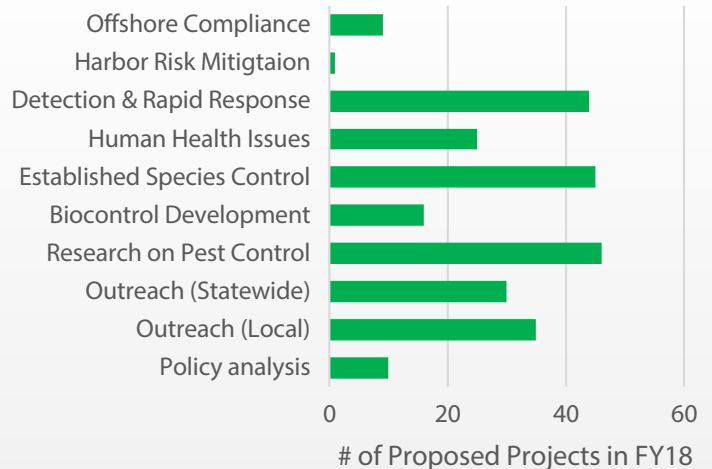 Offshore Compliance
Harbor Risk Mitigtaion
Detection & Rapid Response
Human Health Issues
Established Species Control
Biocontrol Development
Research on Pest Control
Outreach (Statewide)
Outreach (Local)
Policy analysis
0 20 40 60
# of Proposed Projects in FY18